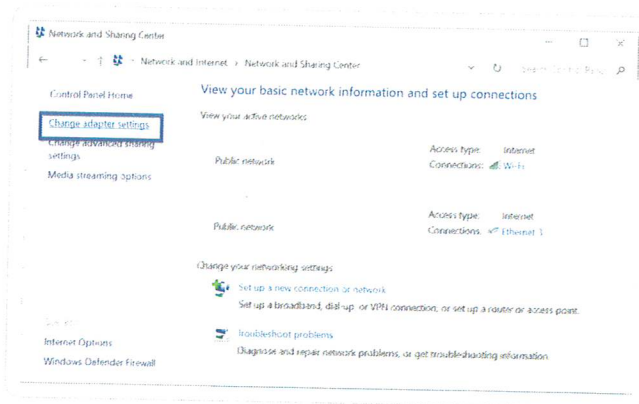 Network and Sharing Center
Network and Internet › Network and Sharing Center
Search Control Panel
Control Panel Home
Change adapter settings
Change advanced sharing
settings
Media streaming options
View your basic network information and set up connections
View your active networks
Public network
Access type: Internet
Connections: Wi-Fi
Public network
Access type: Internet
Connections: Ethernet 3
Change your networking settings
Set up a new connection or network
Set up a broadband, dial-up or VPN connection, or set up a router or access point.
Troubleshoot problems
Diagnose and repair network problems, or get troubleshooting information.
Internet Options
Windows Defender Firewall